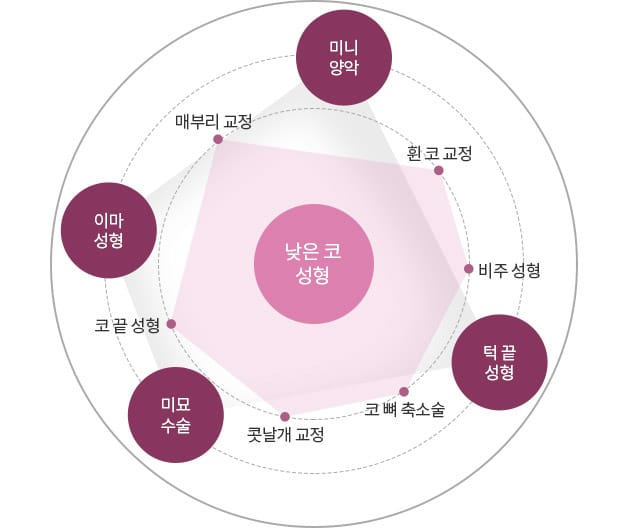 미니
양악
매부리 교정
휜 코 교정
이마
성형
낮은 코
성형
비주 성형
코 끝 성형
턱 끝
성형
미묘
수술
코 뼈 축소술
콧날개 교정